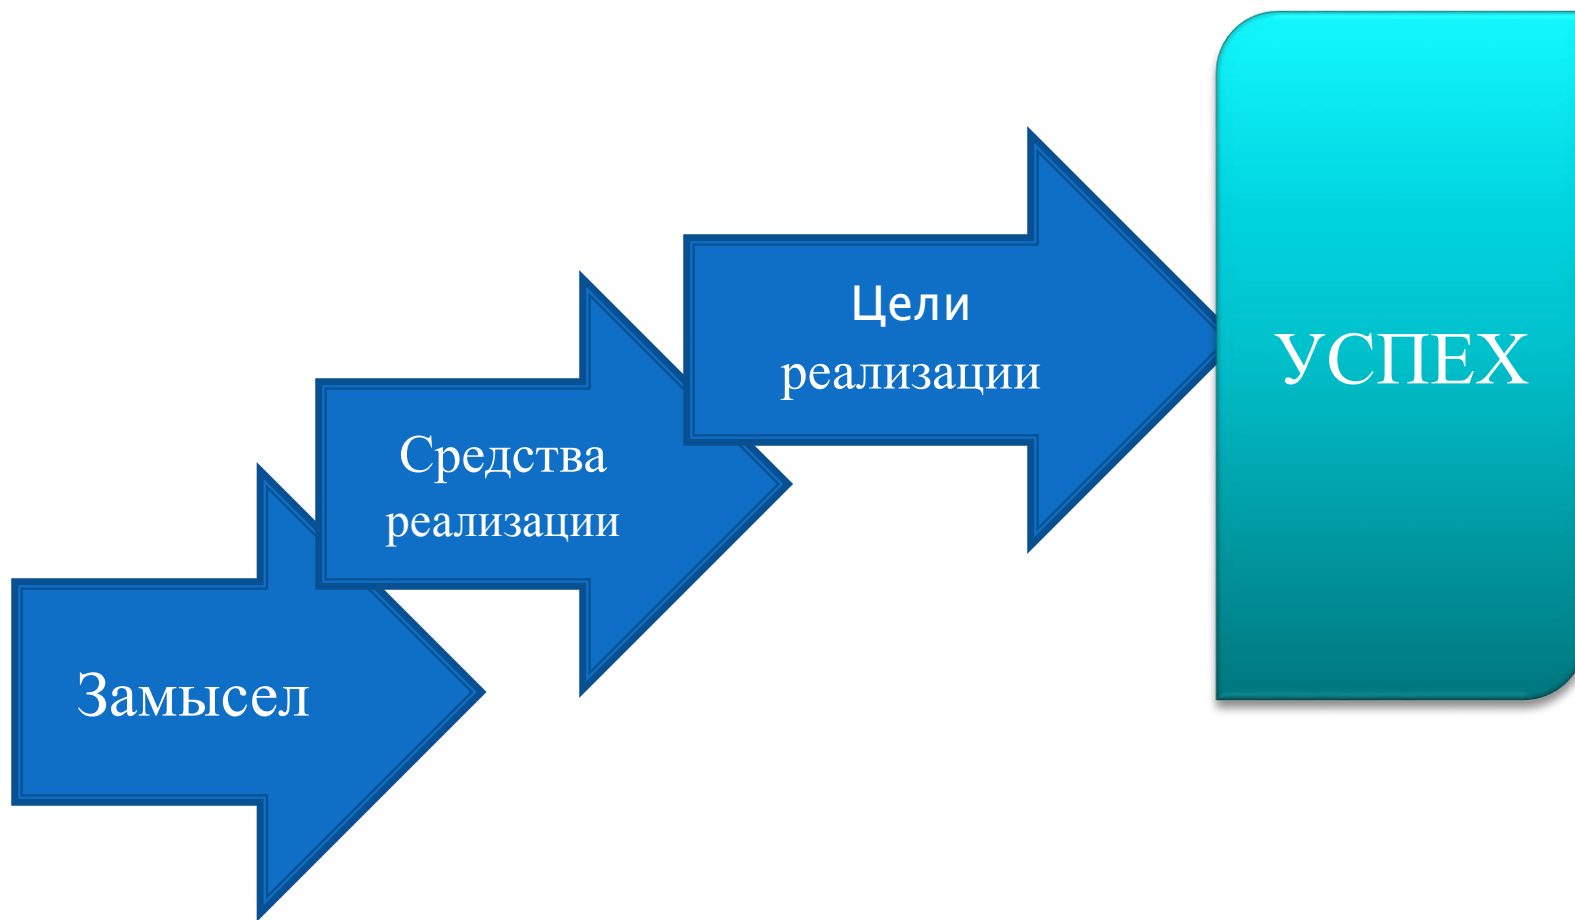 Цели
реализации
УСПЕХ
Средства
реализации
Замысел